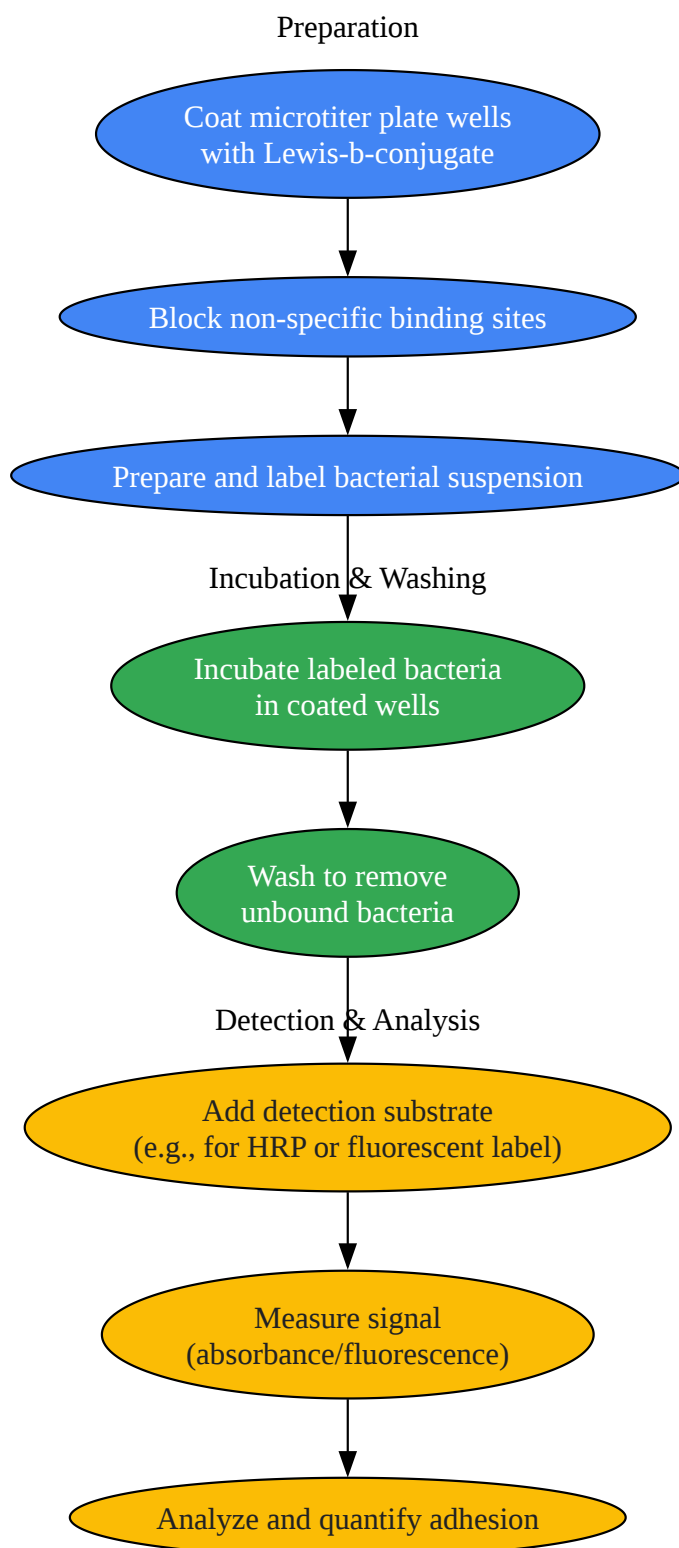 Preparation
Coat microtiter plate wells
with Lewis-b-conjugate
Block non-specific binding sites
Prepare and label bacterial suspension
Incubation & Washing
Incubate labeled bacteria
in coated wells
Wash to remove
unbound bacteria
Detection & Analysis
Add detection substrate
(e.g., for HRP or fluorescent label)
Measure signal
(absorbance/fluorescence)
Analyze and quantify adhesion